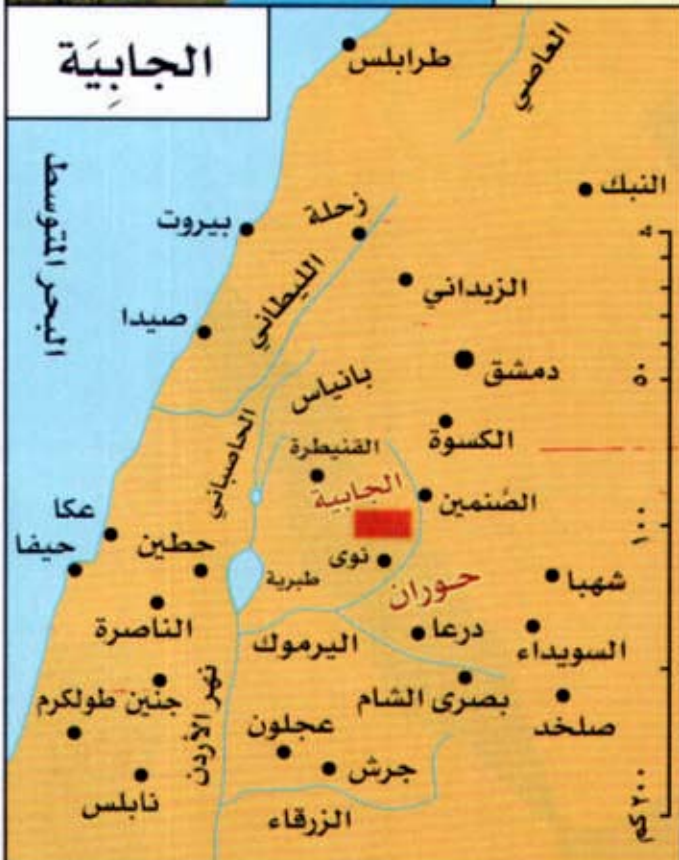 الجابِيَة
طرابلس
العاصي
البحر المتوسط
النبك
بيروت
زحلة
الليطاني
الزبداني
صيدا
دمشق
بانياس
الكسوة
الحاصباني
القنيطرة
الجابية
الصَّنمين
عكا
حيفا
حطين
طبرية
نوى
حوران
شهبا
الناصرة
اليرموك
درعا
السويداء
نهر الأردن
جنين
طولكرم
بصرى الشام
صلخد
عجلون
جرش
نابلس
الزرقاء
٥٠
١٠٠
٢٠٠ كم